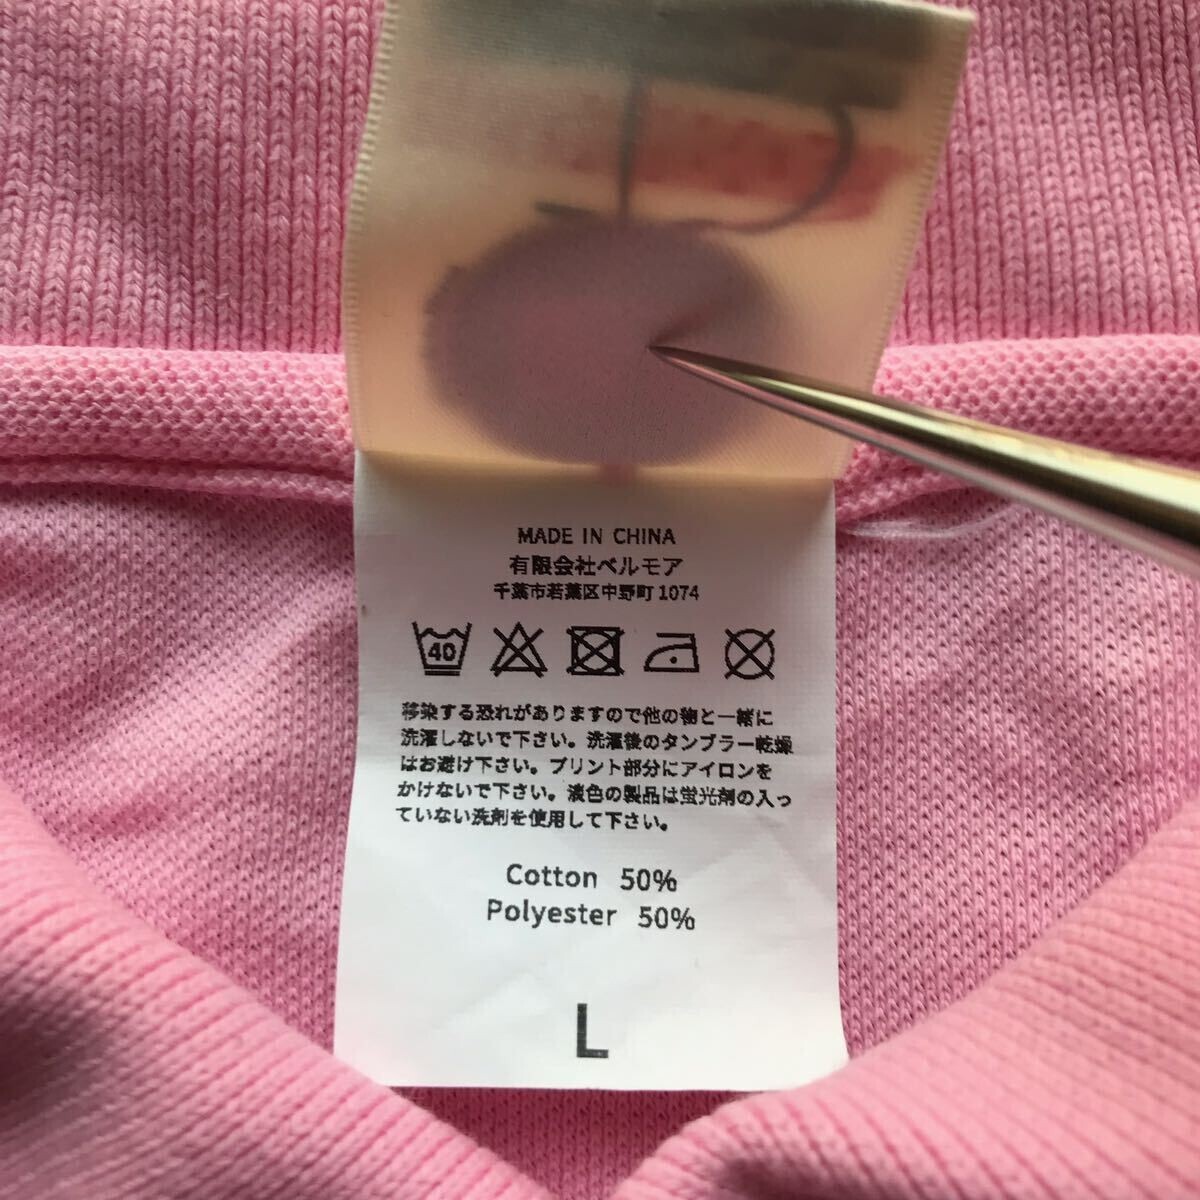 MADE IN CHINA
有限会社ベルモア
千葉市若葉区中野町1074
40
移染する恐れがありますので他の物と一緒に
洗濯しないで下さい。洗濯後のタンブラー乾燥
はお避け下さい。プリント部分にアイロンを
かけないで下さい。淡色の製品は蛍光剤の入っ
ていない洗剤を使用して下さい。
Cotton 50%
Polyester 50%
L